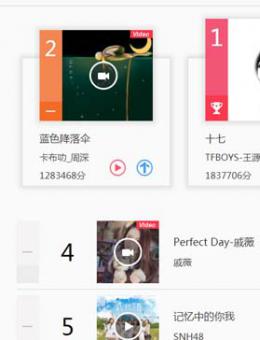 2
Video
1
蓝色降落伞
卡布叻_周深
1283468分
十七
TFBOYS-王源
1837706分
Video
4
Perfect Day-戚薇
戚薇
5
记忆中的你我
SNH48